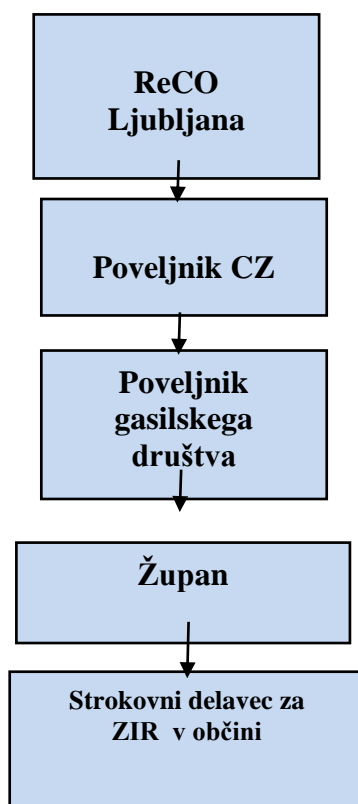 ReCO
Ljubljana
Poveljnik CZ
Poveljnik
gasilskega
društva
Župan
Strokovni delavec za
ZIR v občini